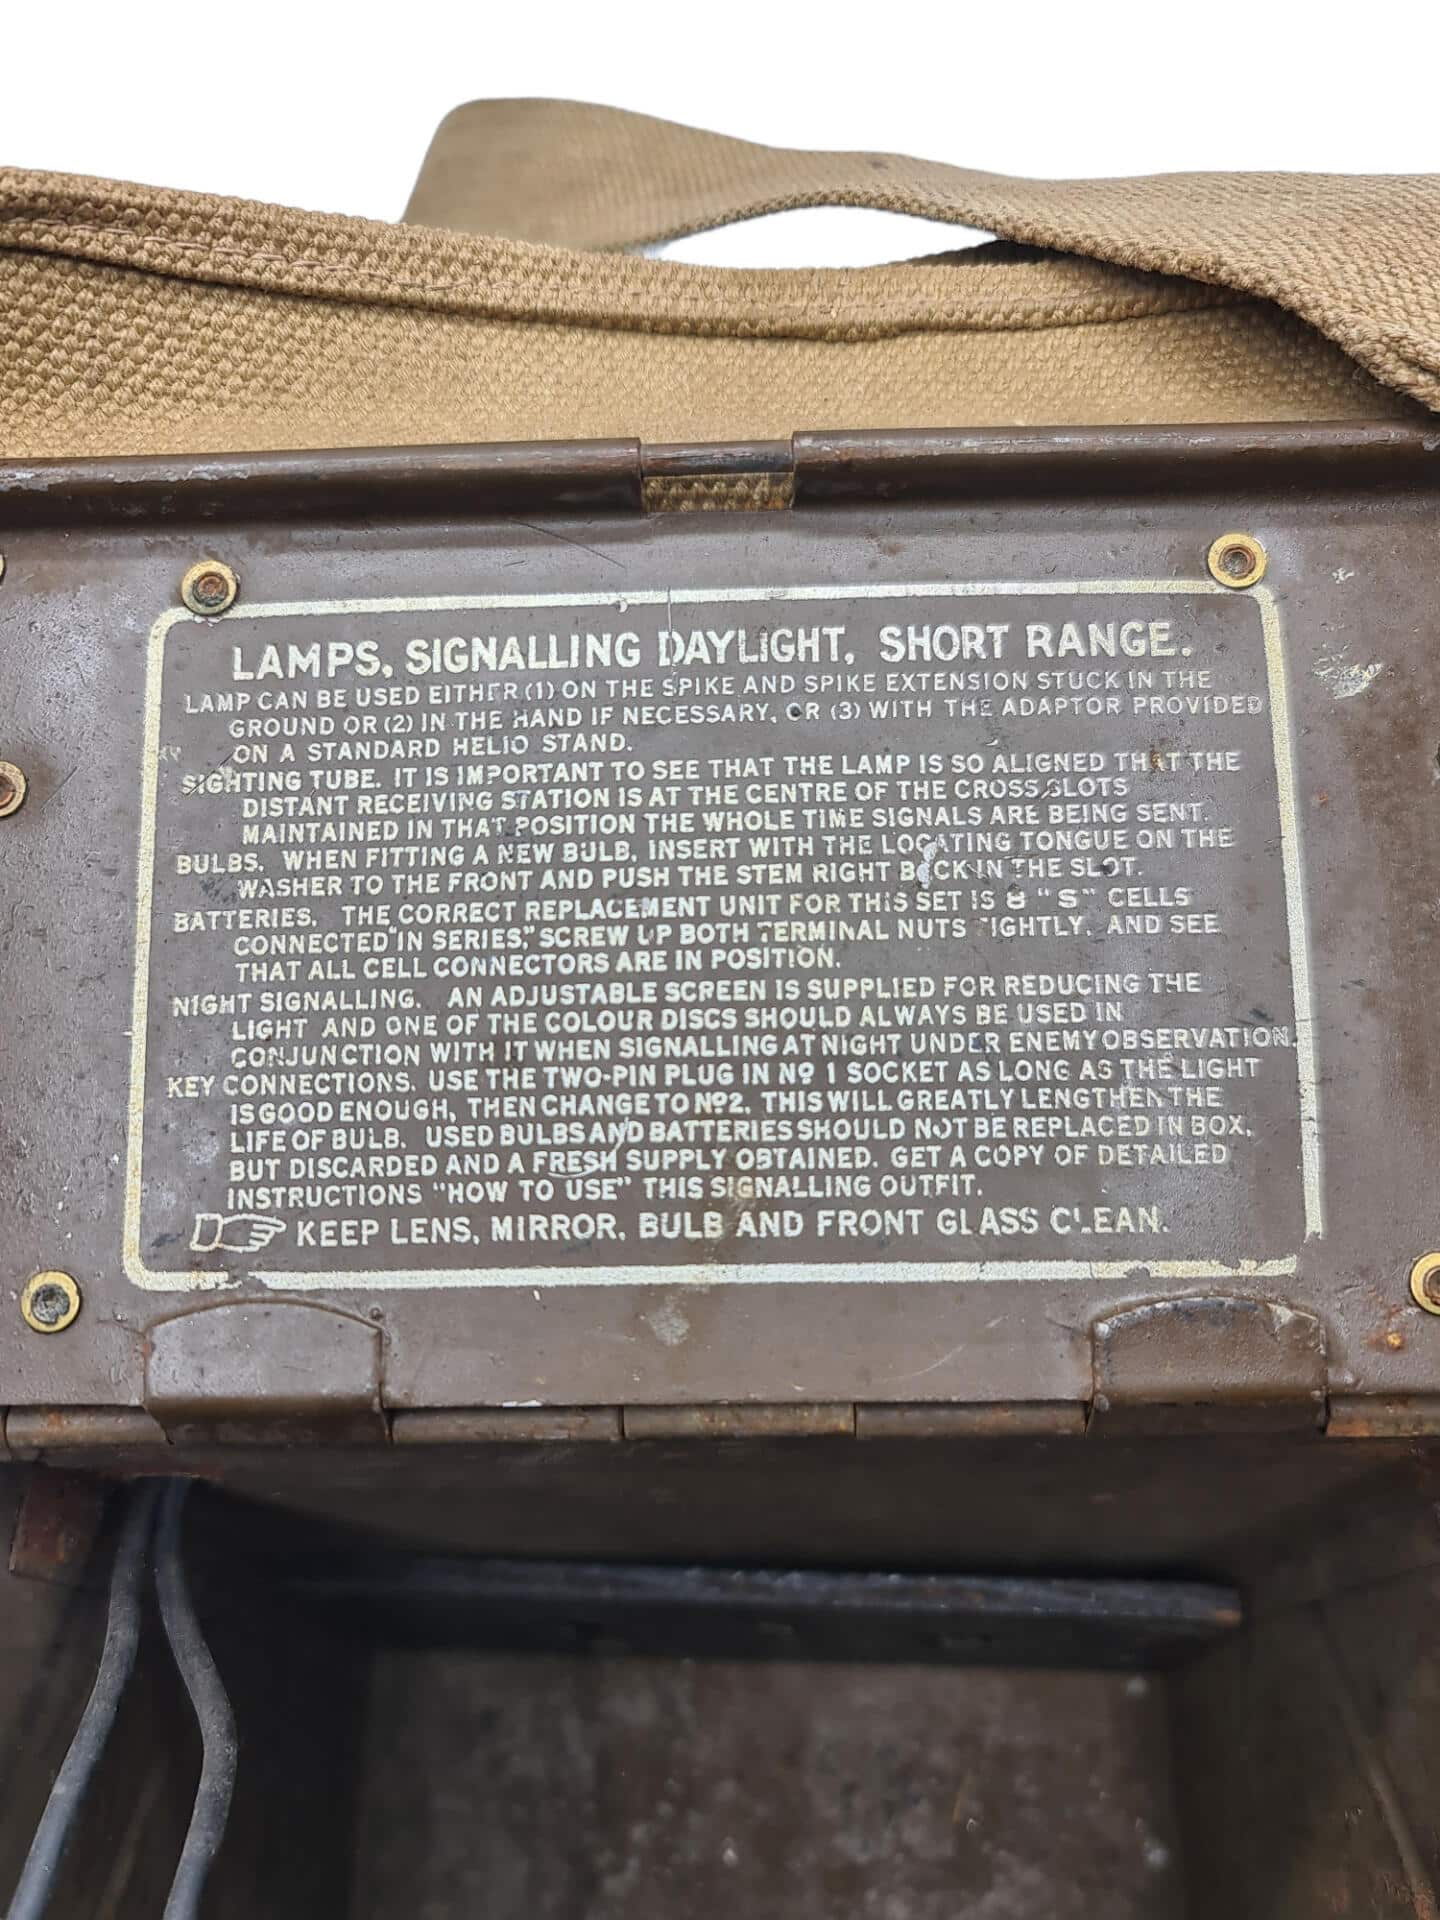 LAMPS, SIGNALLING DAYLIGHT, SHORT RANGE.
LAMP CAN BE USED EITHER (1) ON THE SPIKE AND SPIKE EXTENSION STUCK IN THE
GROUND OR (2) IN THE HAND IF NECESSARY, OR (3) WITH THE ADAPTOR PROVIDED
ON A STANDARD HELIO STAND.
SIGHTING TUBE. IT IS IMPORTANT TO SEE THAT THE LAMP IS SO ALIGNED THAT THE
DISTANT RECEIVING STATION IS AT THE CENTRE OF THE CROSS SLOTS
MAINTAINED IN THAT POSITION THE WHOLE TIME SIGNALS ARE BEING SENT.
BULBS. WHEN FITTING A NEW BULB, INSERT WITH THE LOCATING TONGUE ON THE
WASHER TO THE FRONT AND PUSH THE STEM RIGHT BACK IN THE SLOT.
BATTERIES. THE CORRECT REPLACEMENT UNIT FOR THIS SET IS 8 "S" CELLS
CONNECTED "IN SERIES," SCREW UP BOTH TERMINAL NUTS TIGHTLY, AND SEE
THAT ALL CELL CONNECTORS ARE IN POSITION.
NIGHT SIGNALLING. AN ADJUSTABLE SCREEN IS SUPPLIED FOR REDUCING THE
LIGHT AND ONE OF THE COLOUR DISCS SHOULD ALWAYS BE USED IN
CONJUNCTION WITH IT WHEN SIGNALLING AT NIGHT UNDER ENEMY OBSERVATION.
KEY CONNECTIONS. USE THE TWO-PIN PLUG IN Nº 1 SOCKET AS LONG AS THE LIGHT
IS GOOD ENOUGH, THEN CHANGE TO Nº2. THIS WILL GREATLY LENGTHEN THE
LIFE OF BULB. USED BULBS AND BATTERIES SHOULD NOT BE REPLACED IN BOX,
BUT DISCARDED AND A FRESH SUPPLY OBTAINED. GET A COPY OF DETAILED
INSTRUCTIONS "HOW TO USE" THIS SIGNALLING OUTFIT.
KEEP LENS, MIRROR, BULB AND FRONT GLASS CLEAN.